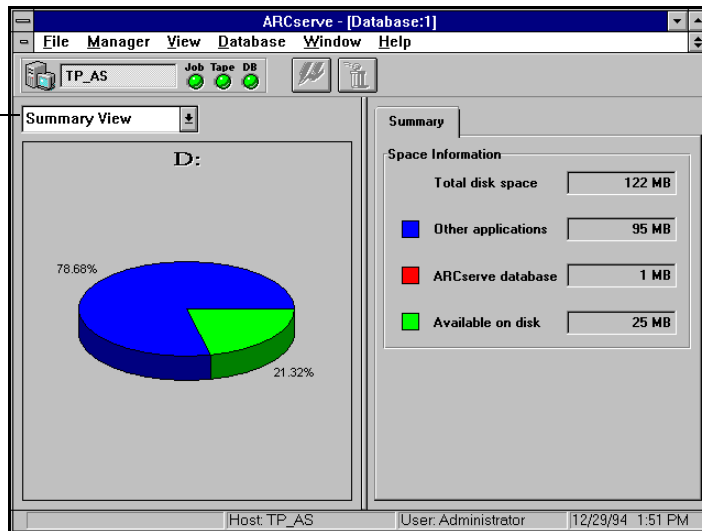 ARCserve - [Database:1]
File Manager View Database Window Help
TP_AS
Job Tape DB
Summary View
D:
78.68%
21.32%
Summary
Space Information
Total disk space 122 MB
Other applications 95 MB
ARCserve database 1 MB
Available on disk 25 MB
Host: TP_AS User: Administrator 12/29/94 1:51 PM